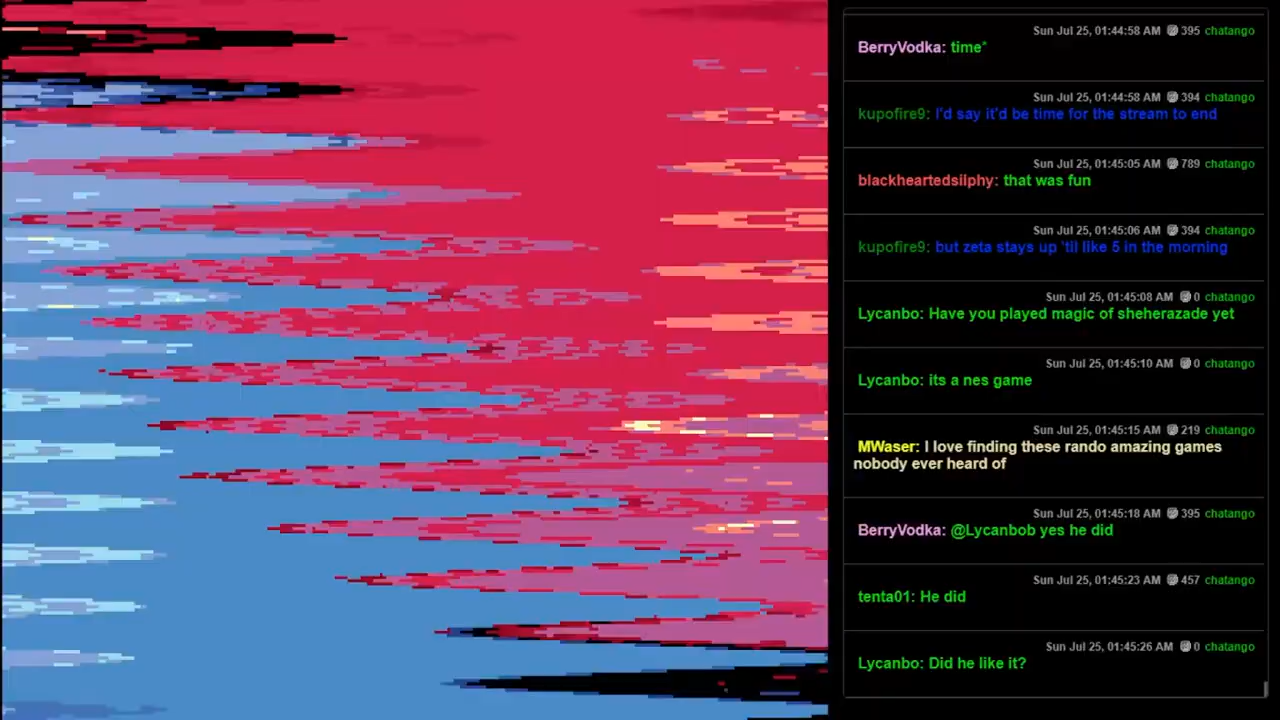 Sun Jul 25, 01:44:58 AM 395 chatango
BerryVodka: time*
Sun Jul 25, 01:44:58 AM 394 chatango
kupofire9: I'd say it'd be time for the stream to end
Sun Jul 25, 01:45:05 AM 789 chatango
blackheartedsilphy: that was fun
Sun Jul 25, 01:45:06 AM 394 chatango
kupofire9: but zeta stays up 'till like 5 in the morning
Sun Jul 25, 01:45:08 AM 0 chatango
Lycanbo: Have you played magic of sheherazade yet
Sun Jul 25, 01:45:10 AM 0 chatango
Lycanbo: its a nes game
Sun Jul 25, 01:45:15 AM 219 chatango
MWaser: I love finding these rando amazing games
nobody ever heard of
Sun Jul 25, 01:45:18 AM 395 chatango
BerryVodka: @Lycanbob yes he did
Sun Jul 25, 01:45:23 AM 457 chatango
tenta01: He did
Sun Jul 25, 01:45:26 AM 0 chatango
Lycanbo: Did he like it?